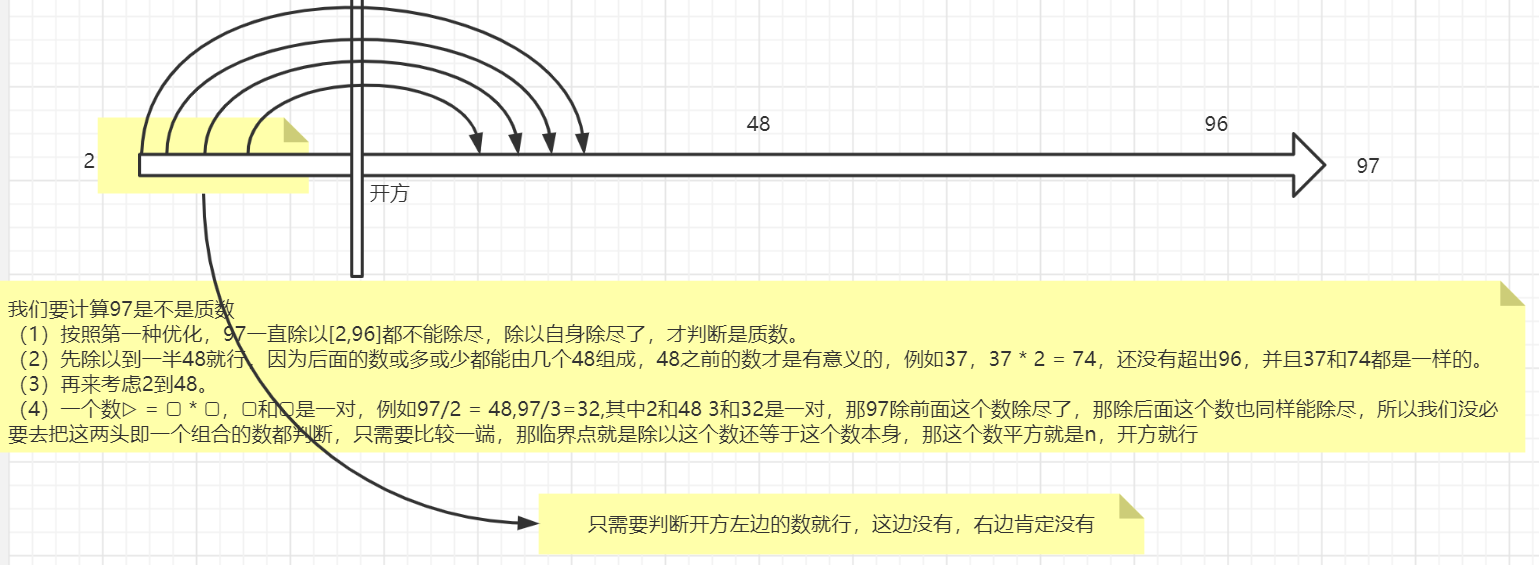 48
96
2
97
开方
我们要计算97是不是质数
（1）按照第一种优化，97一直除以[2,96]都不能除尽，除以自身除尽了，才判断是质数。
（2）先除以到一半48就行，因为后面的数或多或少都能由几个48组成，48之前的数才是有意义的，例如37，37 * 2 = 74，还没有超出96，并且37和74都是一样的。
（3）再来考虑2到48。
（4）一个数▷ = ▢ * ▢，▢和▢是一对，例如97/2 = 48,97/3=32,其中2和48 3和32是一对，那97除前面这个数除尽了，那除后面这个数也同样能除尽，所以我们没必
要去把这两头即一个组合的数都判断，只需要比较一端，那临界点就是除以这个数还等于这个数本身，那这个数平方就是n，开方就行
只需要判断开方左边的数就行，这边没有，右边肯定没有